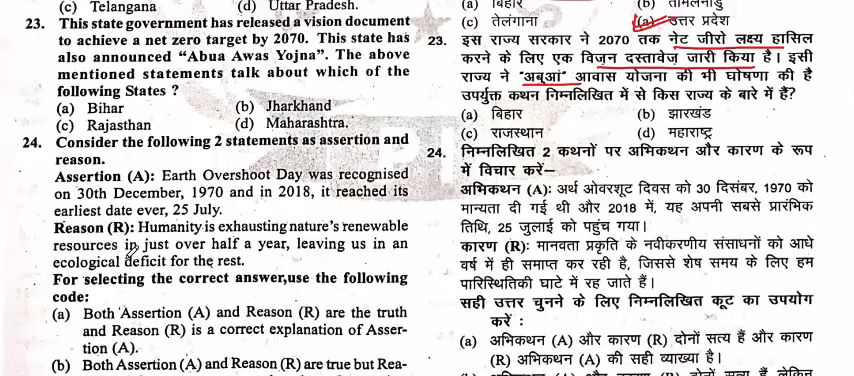 (c) Telangana (d) Uttar Pradesh.
23. This state government has released a vision document
to achieve a net zero target by 2070. This state has
also announced "Abua Awas Yojna". The above
mentioned statements talk about which of the
following States ?
(a) Bihar (b) Jharkhand
(c) Rajasthan (d) Maharashtra.
24. Consider the following 2 statements as assertion and
reason.
Assertion (A): Earth Overshoot Day was recognised
on 30th December, 1970 and in 2018, it reached its
earliest date ever, 25 July.
Reason (R): Humanity is exhausting nature's renewable
resources in just over half a year, leaving us in an
ecological deficit for the rest.
For selecting the correct answer,use the following
code:
(a) Both Assertion (A) and Reason (R) are the truth
and Reason (R) is a correct explanation of Asser-
tion (A).
(b) Both Assertion (A) and Reason (R) are true but Rea-
(a) बिहार (b) तमिलनाडु
(c) तेलंगाना (d) उत्तर प्रदेश
23. इस राज्य सरकार ने 2070 तक नेट जीरो लक्ष्य हासिल
करने के लिए एक विज़न दस्तावेज़ जारी किया है। इसी
राज्य ने "अबुआ" आवास योजना की भी घोषणा की है
उपर्युक्त कथन निम्नलिखित में से किस राज्य के बारे में हैं?
(a) बिहार (b) झारखंड
(c) राजस्थान (d) महाराष्ट्र
24. निम्नलिखित 2 कथनों पर अभिकथन और कारण के रूप
में विचार करें–
अभिकथन (A): अर्थ ओवरशूट दिवस को 30 दिसंबर, 1970 को
मान्यता दी गई थी और 2018 में, यह अपनी सबसे प्रारंभिक
तिथि, 25 जुलाई को पहुंच गया।
कारण (R): मानवता प्रकृति के नवीकरणीय संसाधनों को आधे
वर्ष में ही समाप्त कर रही है, जिससे शेष समय के लिए हम
पारिस्थितिकी घाटे में रह जाते हैं।
सही उत्तर चुनने के लिए निम्नलिखित कूट का उपयोग
करें :
(a) अभिकथन (A) और कारण (R) दोनों सत्य हैं और कारण
(R) अभिकथन (A) की सही व्याख्या है।